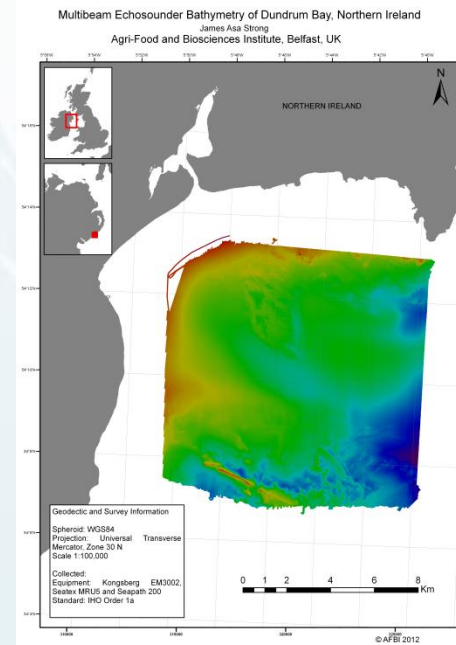 Multibeam Echosounder Bathymetry of Dundrum Bay, Northern Ireland
James Asa Strong
Agri-Food and Biosciences Institute, Belfast, UK
N
NORTHERN IRELAND
Geodectic and Survey Information
Spheroid: WGS84
Projection: Universal Transverse
Mercator, Zone 30 N
Scale 1:100,000
Collected:
Equipment: Kongsberg EM3002,
Seatex MRU5 and Seapath 200
Standard: IHO Order 1a
0 1 2 4 6 8
Km
© AFBI 2012